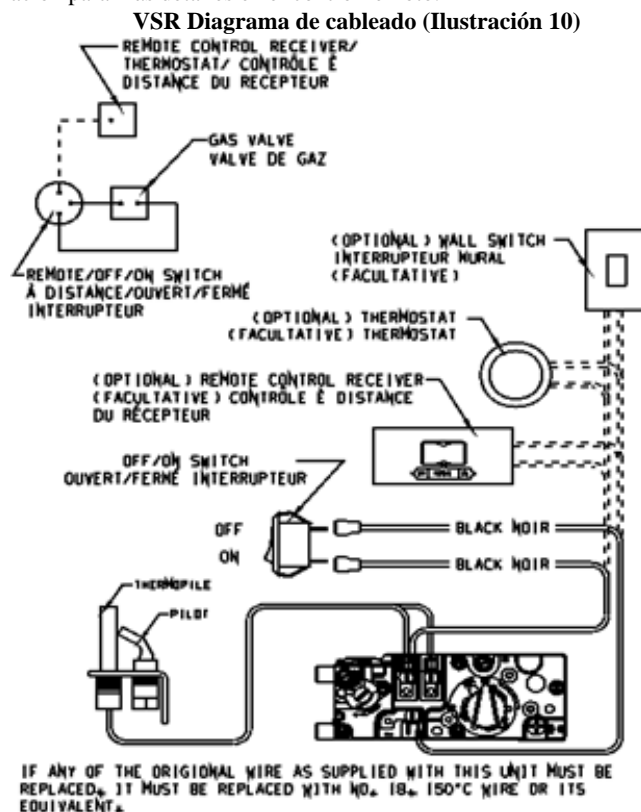 VSR Diagrama de cableado (Ilustración 10)
REMOTE CONTROL RECEIVER/
THERMOSTAT/ CONTRÔLE È
DISTANCE DU RECEPTEUR
GAS VALVE
VALVE DE GAZ
REMOTE/OFF/ON SWITCH
À DISTANCE/OUVERT/FERMÉ
INTERRUPTEUR
(OPTIONAL) WALL SWITCH
INTERRUPTEUR MURAL
(FACULTATIVE)
(OPTIONAL) THERMOSTAT
(FACULTATIVE) THERMOSTAT
(OPTIONAL) REMOTE CONTROL RECEIVER
(FACULTATIVE) CONTRÔLE È DISTANCE
DU RÉCEPTEUR
OFF/ON SWITCH
OUVERT/FERMÉ INTERRUPTEUR
OFF
BLACK NOIR
ON
BLACK NOIR
THERMOPILE
PILOT
IF ANY OF THE ORIGIONAL WIRE AS SUPPLIED WITH THIS UNIT MUST BE
REPLACED, IT MUST BE REPLACED WITH NO. 18, 150°C WIRE OR ITS
EQUIVALENT.